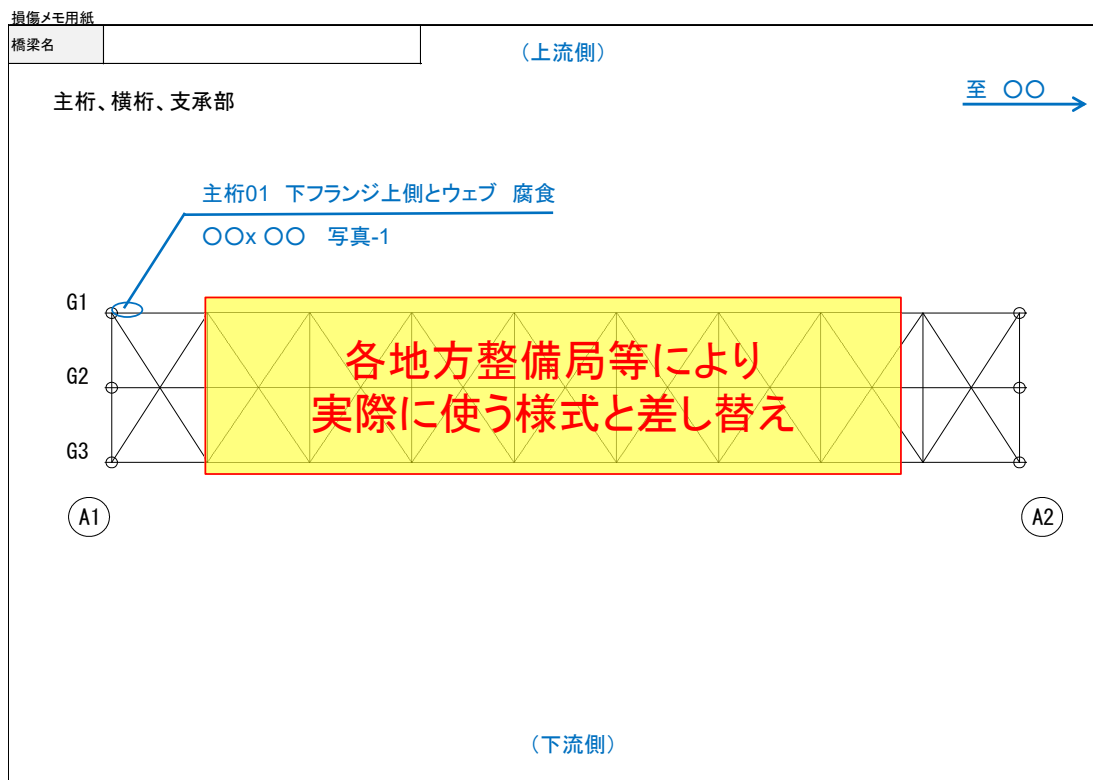 損傷メモ用紙
橋梁名
（上流側）
至　〇〇
主桁、横桁、支承部
主桁01　下フランジ上側とウェブ　腐食
〇〇x 〇〇　写真-1
G1
各地方整備局等により
G2
実際に使う様式と差し替え
G3
A1
A2
（下流側）